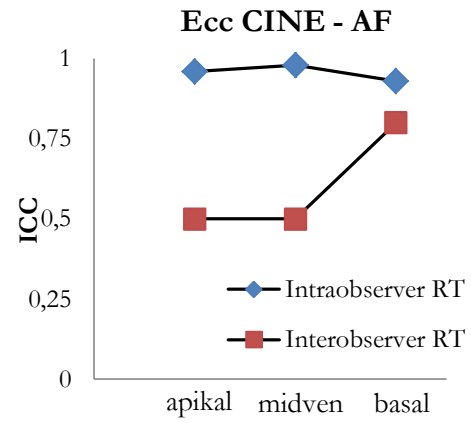 Ecc CINE - AF
1
0,75
0,5
0,25
0
ICC
Intraobserver RT
Interobserver RT
apikal midven basal